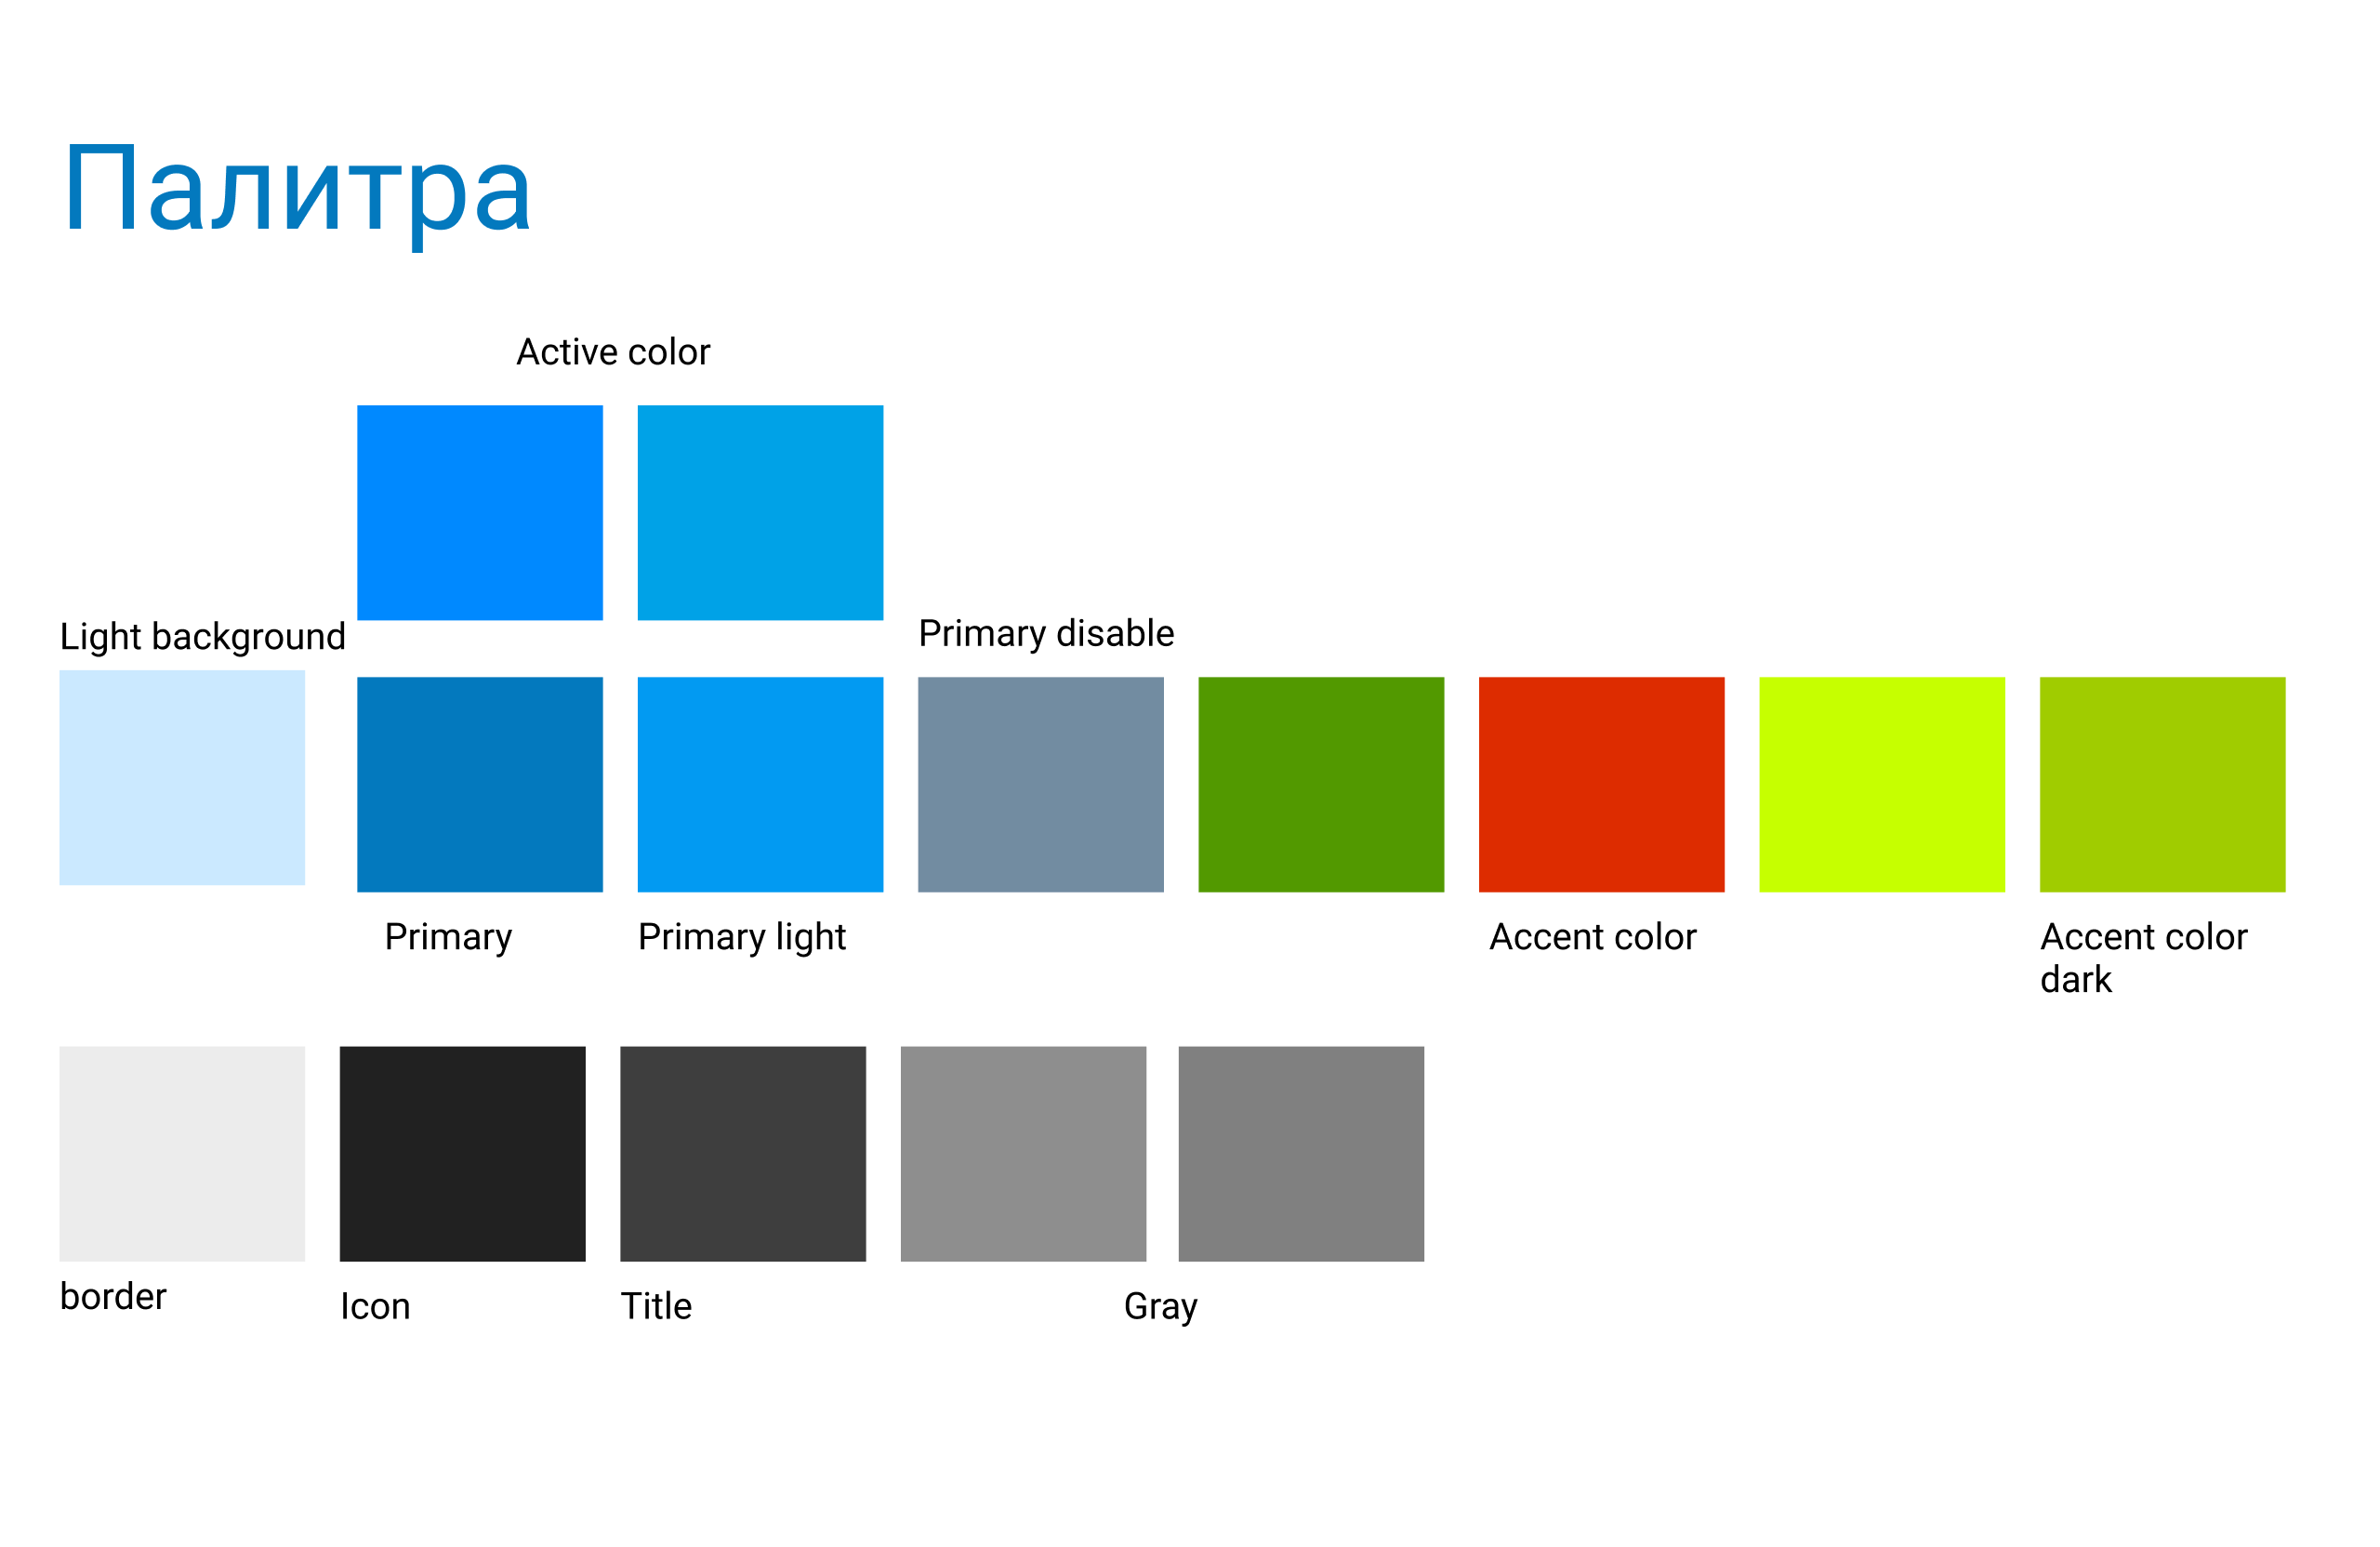 Палитра
Active color
Light background
Primary disable
Primary
Primary light
Accent color
Accent color
dark
border
Icon
Title
Gray